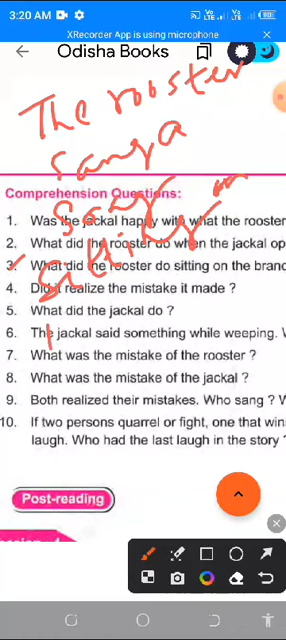 3:20 AM
XRecorder App is using microphone
Odisha Books
The rooster
sang a
song
sitting on
Comprehension Questions:
1. Was the jackal happy with what the rooster
2. What did the rooster do when the jackal op
3. What did the rooster do sitting on the bran
4. Did it realize the mistake it made ?
5. What did the jackal do ?
6. The jackal said something while weeping.
7. What was the mistake of the rooster ?
8. What was the mistake of the jackal ?
9. Both realized their mistakes. Who sang ?
10. If two persons quarrel or fight, one that win
laugh. Who had the last laugh in the story
Post-reading